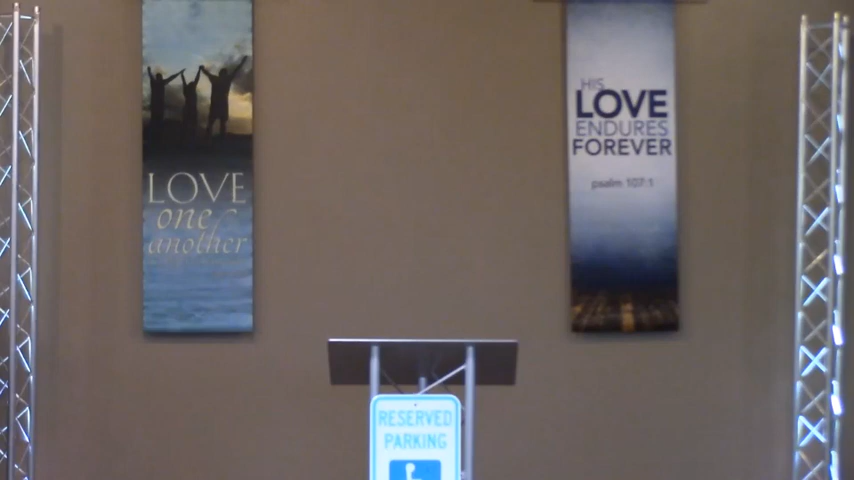 LOVE
one
another
HIS
LOVE
ENDURES
FOREVER
psalm 107:1
RESERVED
PARKING